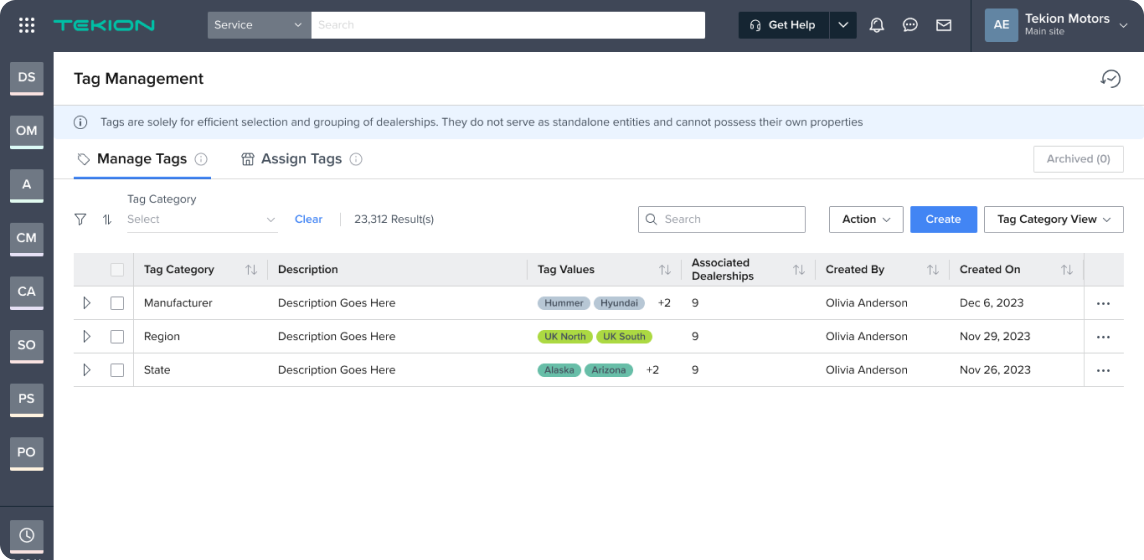 TEKION
Service
Search
Get Help
AE
Tekion Motors
Main site
DS
OM
A
CM
CA
SO
PS
PO
Tag Management
Tags are solely for efficient selection and grouping of dealerships. They do not serve as standalone entities and cannot possess their own properties
Manage Tags
Assign Tags
Archived (0)
Tag Category
Select
Clear
23,312 Result(s)
Search
Action
Create
Tag Category View
Tag Category Description Tag Values Associated Dealerships Created By Created On
Manufacturer Description Goes Here Hummer Hyundai +2 9 Olivia Anderson Dec 6, 2023
Region Description Goes Here UK North UK South 9 Olivia Anderson Nov 29, 2023
State Description Goes Here Alaska Arizona +2 9 Olivia Anderson Nov 26, 2023